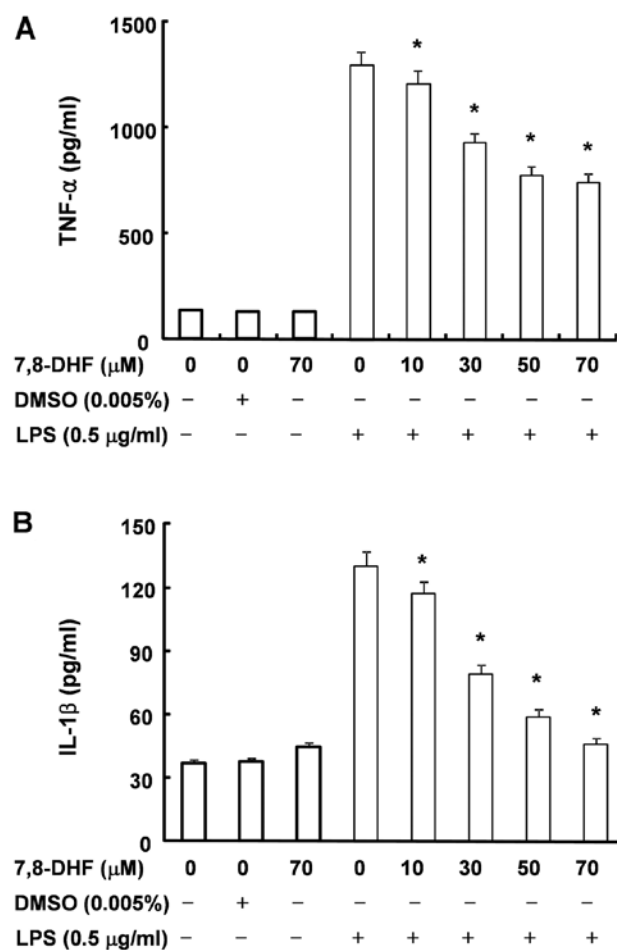 A
1500
1000
500
0
TNF-α (pg/ml)
* * * *
7,8-DHF (μM) 0 0 70 0 10 30 50 70
DMSO (0.005%) – + – – – – – –
LPS (0.5 μg/ml) – – – + + + + +
B
150
120
90
60
30
0
IL-1β (pg/ml)
* * * *
7,8-DHF (μM) 0 0 70 0 10 30 50 70
DMSO (0.005%) – + – – – – – –
LPS (0.5 μg/ml) – – – + + + + +